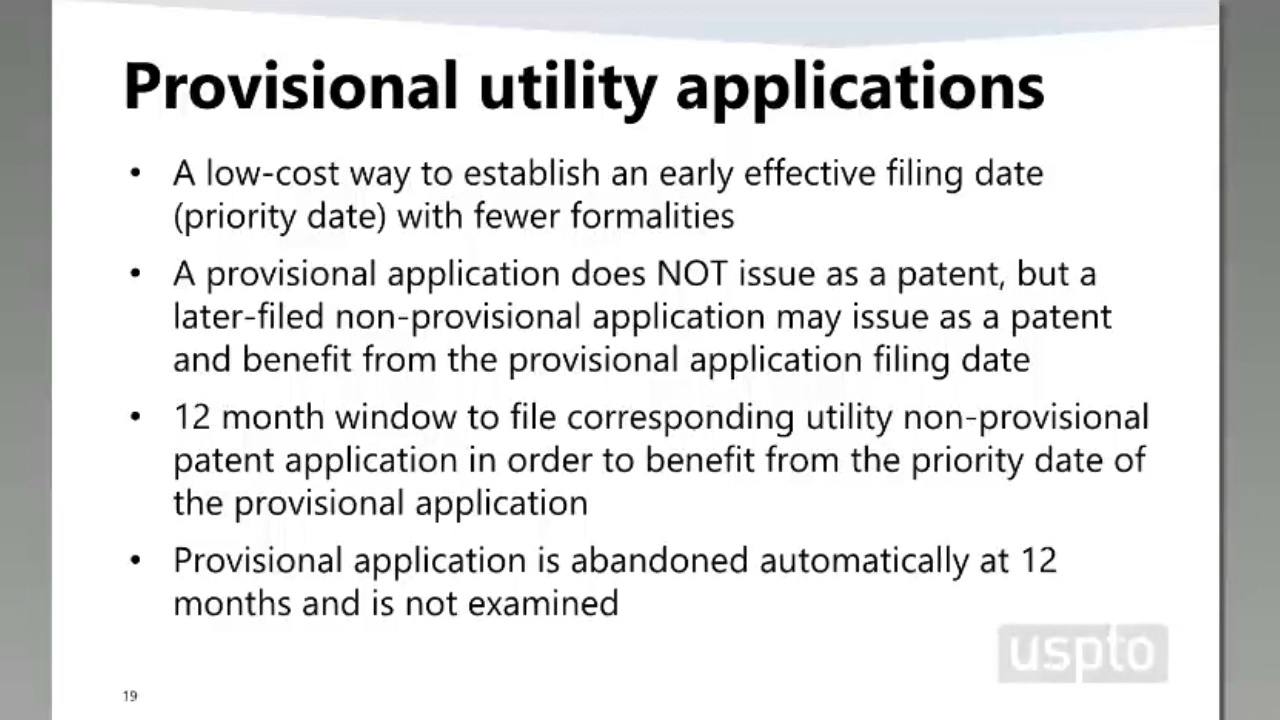 Provisional utility applications
• A low-cost way to establish an early effective filing date
(priority date) with fewer formalities
• A provisional application does NOT issue as a patent, but a
later-filed non-provisional application may issue as a patent
and benefit from the provisional application filing date
• 12 month window to file corresponding utility non-provisional
patent application in order to benefit from the priority date of
the provisional application
• Provisional application is abandoned automatically at 12
months and is not examined
uspto
19